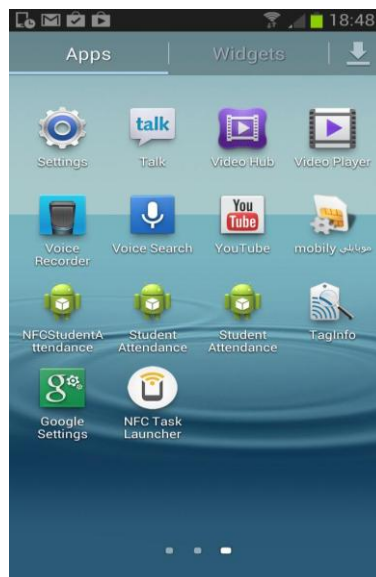 18:48
Apps
Widgets
talk
Settings
Talk
Video Hub
Video Player
You
Tube
Voice
Recorder
Voice Search
YouTube
mobily موبايلي
NFCStudentA
ttendance
Student
Attendance
Student
Attendance
TagInfo
g
Google
Settings
NFC Task
Launcher